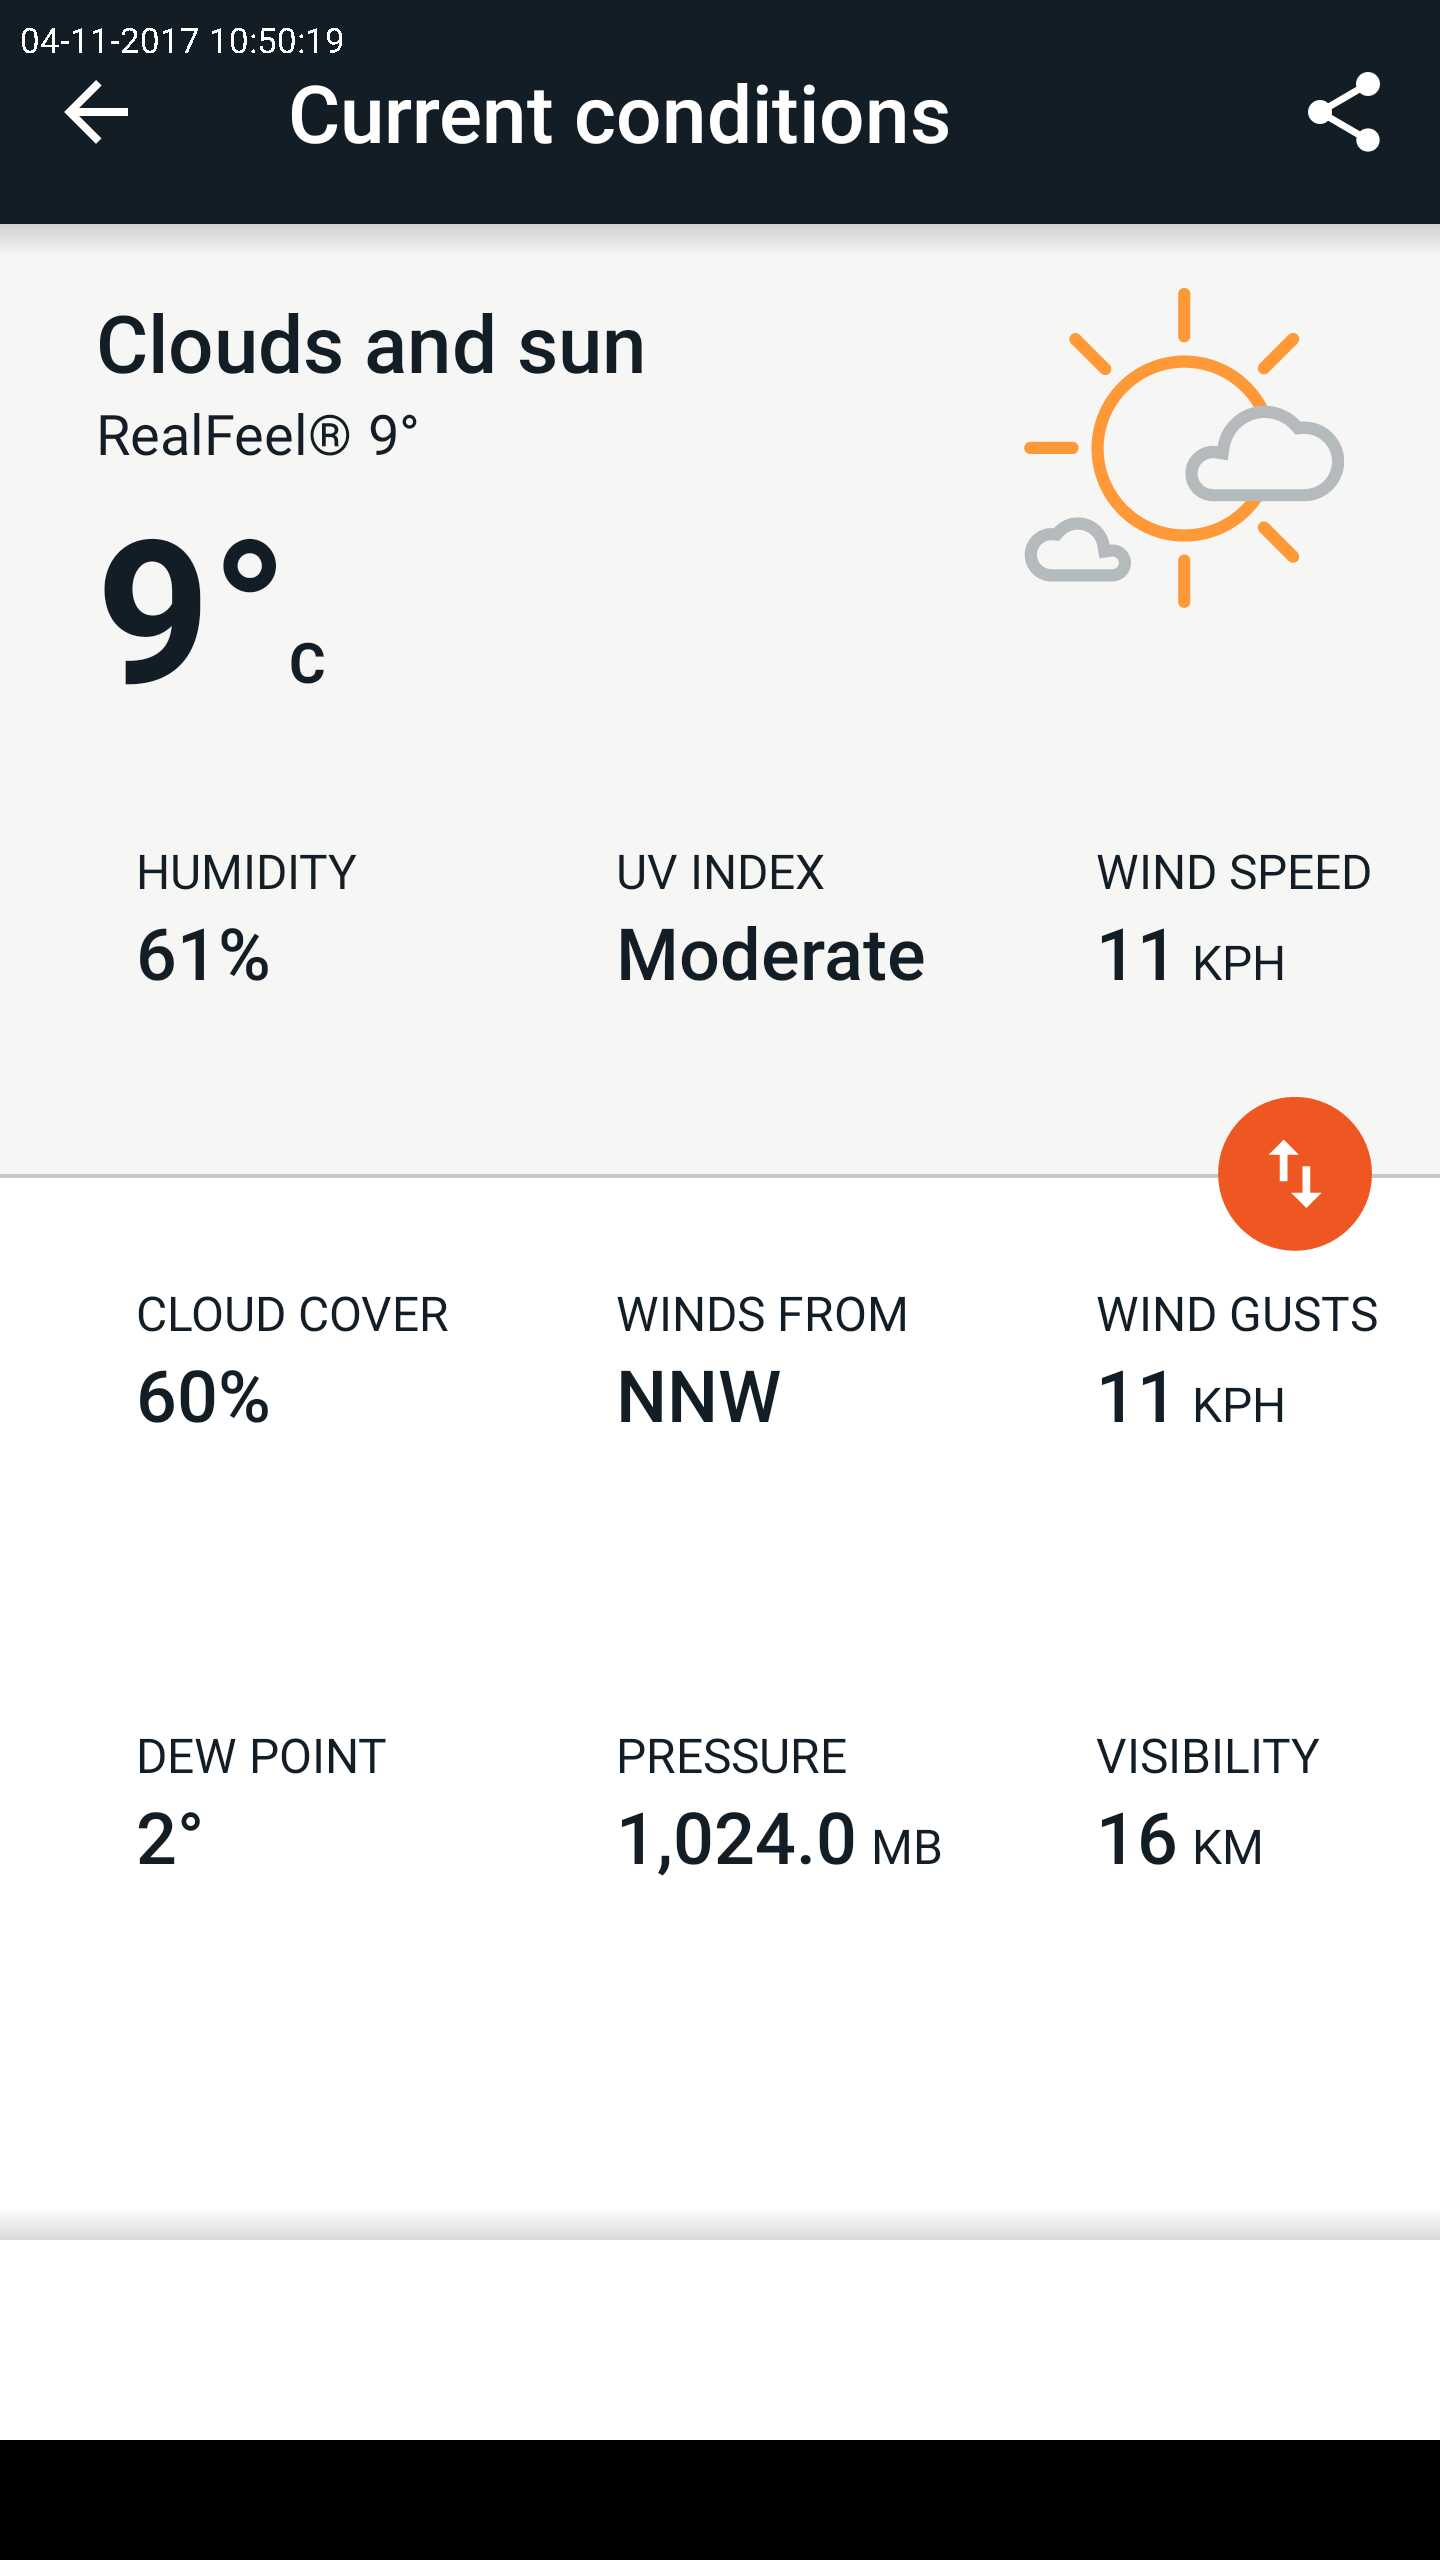 04-11-2017 10:50:19
Current conditions
Clouds and sun
RealFeel® 9°
9° C
HUMIDITY UV INDEX WIND SPEED
61% Moderate 11 KPH
CLOUD COVER WINDS FROM WIND GUSTS
60% NNW 11 KPH
DEW POINT PRESSURE VISIBILITY
2° 1,024.0 MB 16 KM